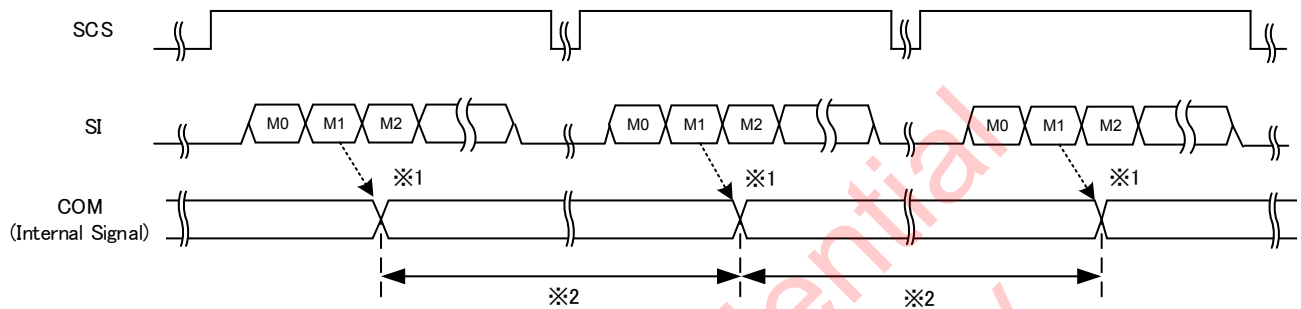 SCS
SI
M0 M1 M2 M0 M1 M2 M0 M1 M2
※1 ※1 ※1
COM
(Internal Signal)
※2 ※2